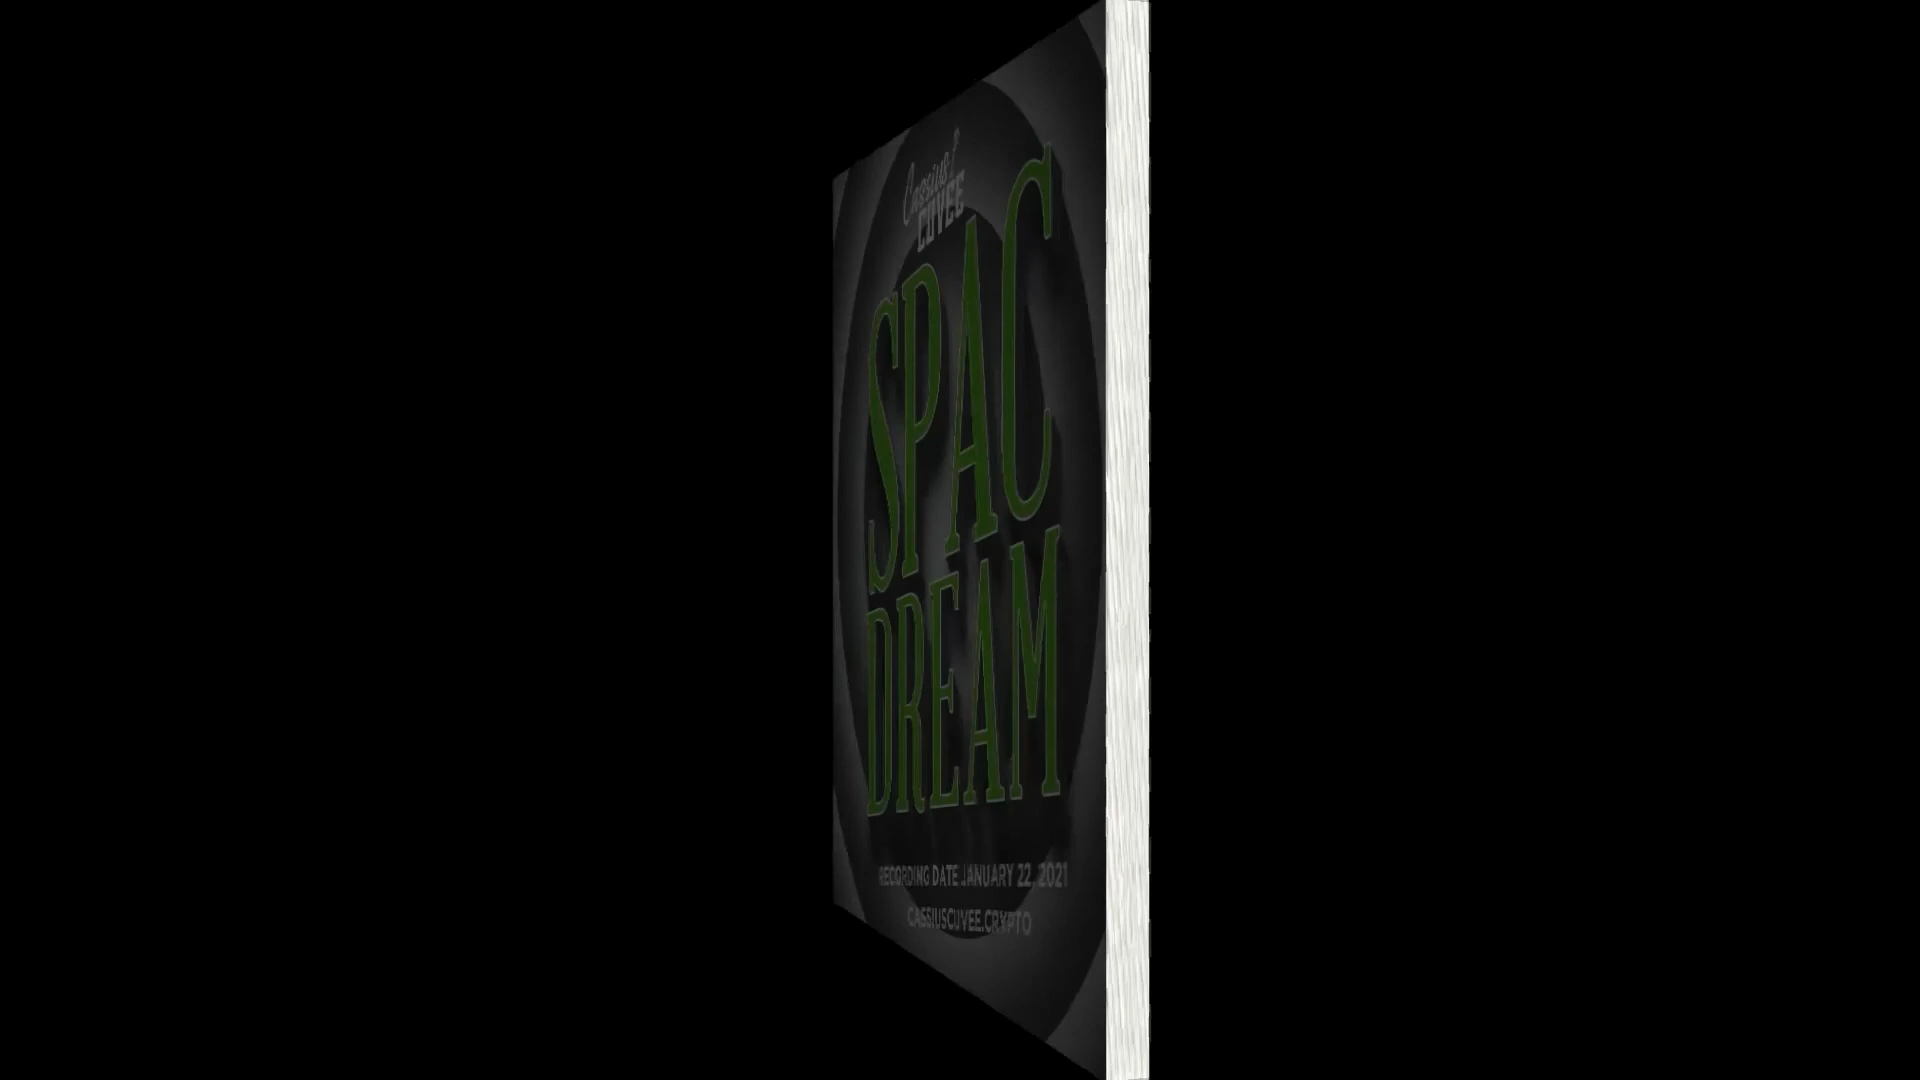 Cassius
CUVEE
SPAC
DREAM
RECORDING DATE JANUARY 22, 2021
CASSIUSCUVEE.CRYPTO